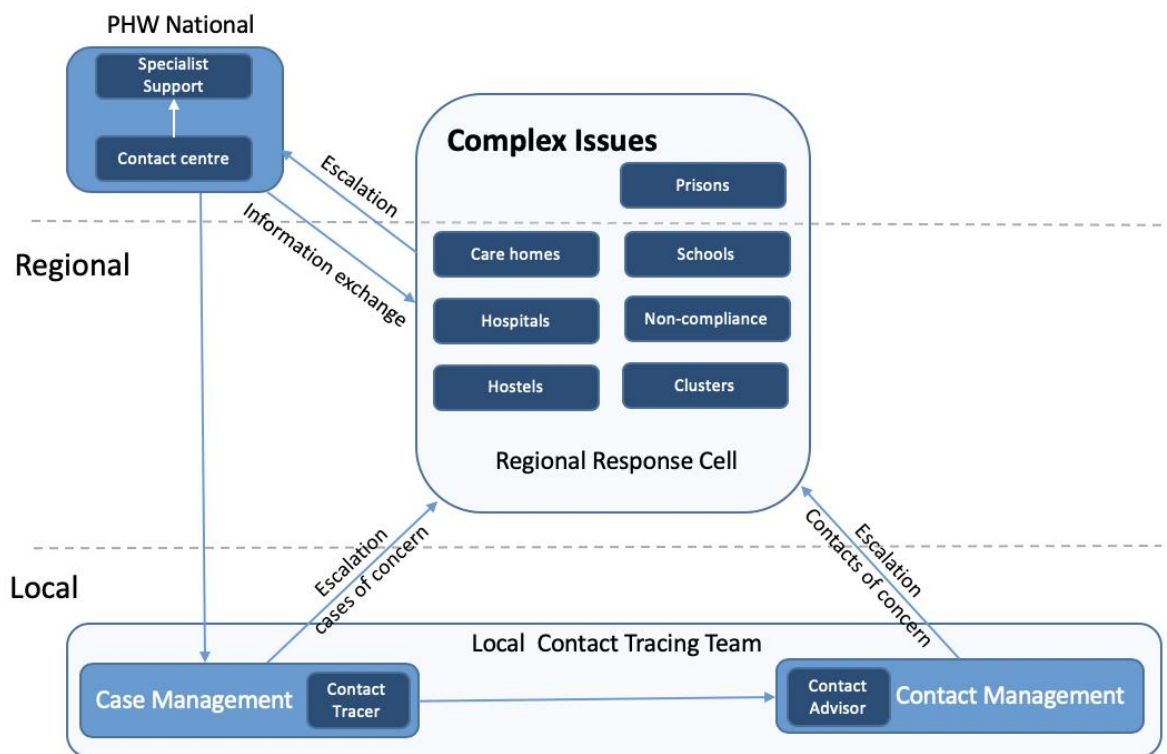 PHW National
Specialist
Support
Contact centre
Escalation
Information exchange
Complex Issues
Prisons
Regional
Care homes
Schools
Hospitals
Non-compliance
Hostels
Clusters
Regional Response Cell
Escalation
cases of concern
Escalation
Contacts of concern
Local
Local Contact Tracing Team
Case Management
Contact
Tracer
Contact
Advisor
Contact Management